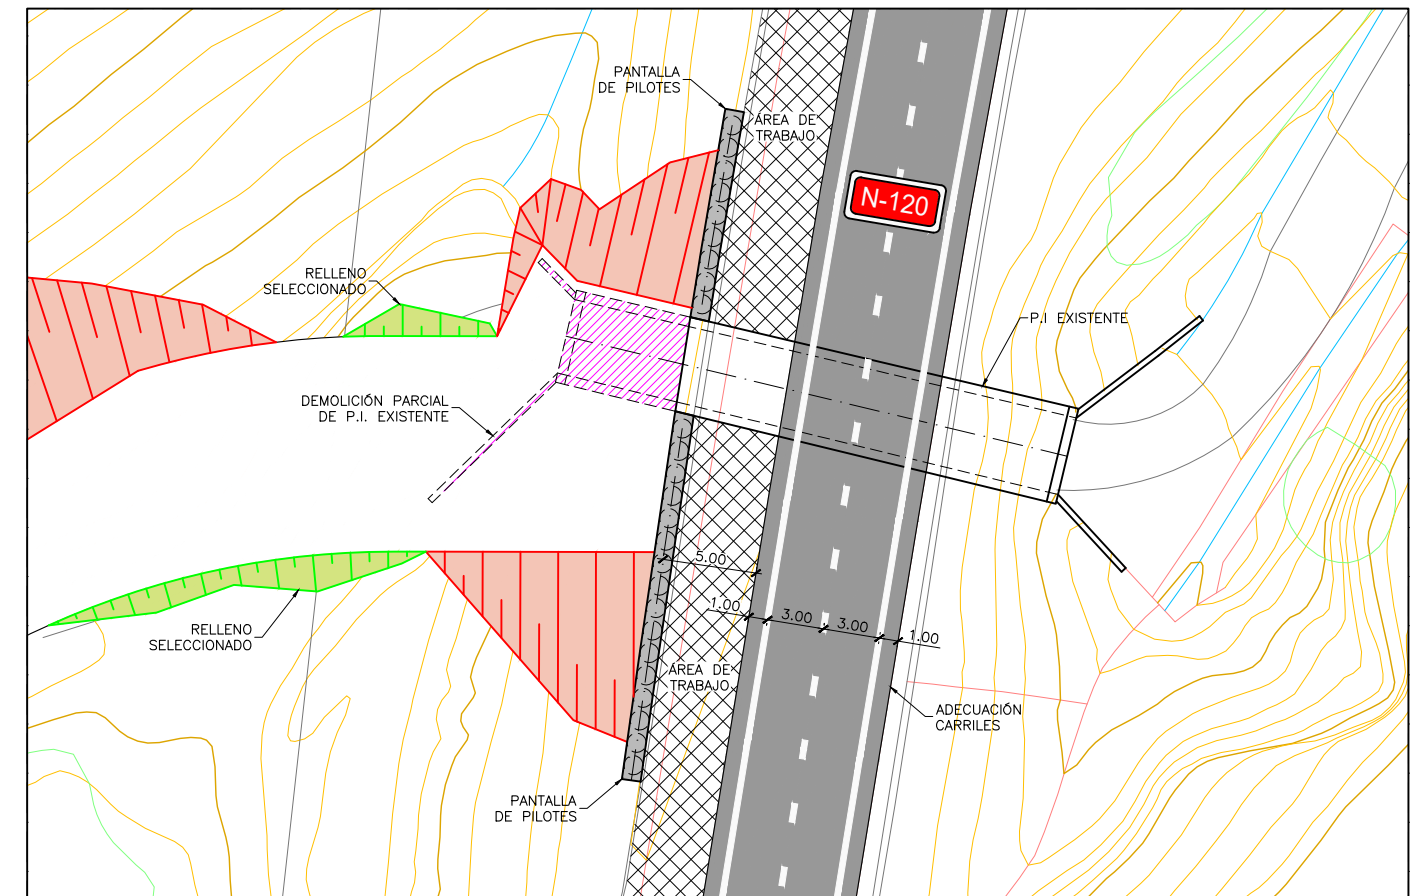 PANTALLA
DE PILOTES
ÁREA DE
TRABAJO
N-120
RELLENO
SELECCIONADO
P.I EXISTENTE
DEMOLICIÓN PARCIAL
DE P.I. EXISTENTE
5.00
1.00
3.00
3.00
1.00
RELLENO
SELECCIONADO
ÁREA DE
TRABAJO
ADECUACIÓN
CARRILES
PANTALLA
DE PILOTES